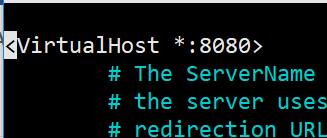 <VirtualHost *:8080>
# The ServerName
# the server uses
# redirection URL